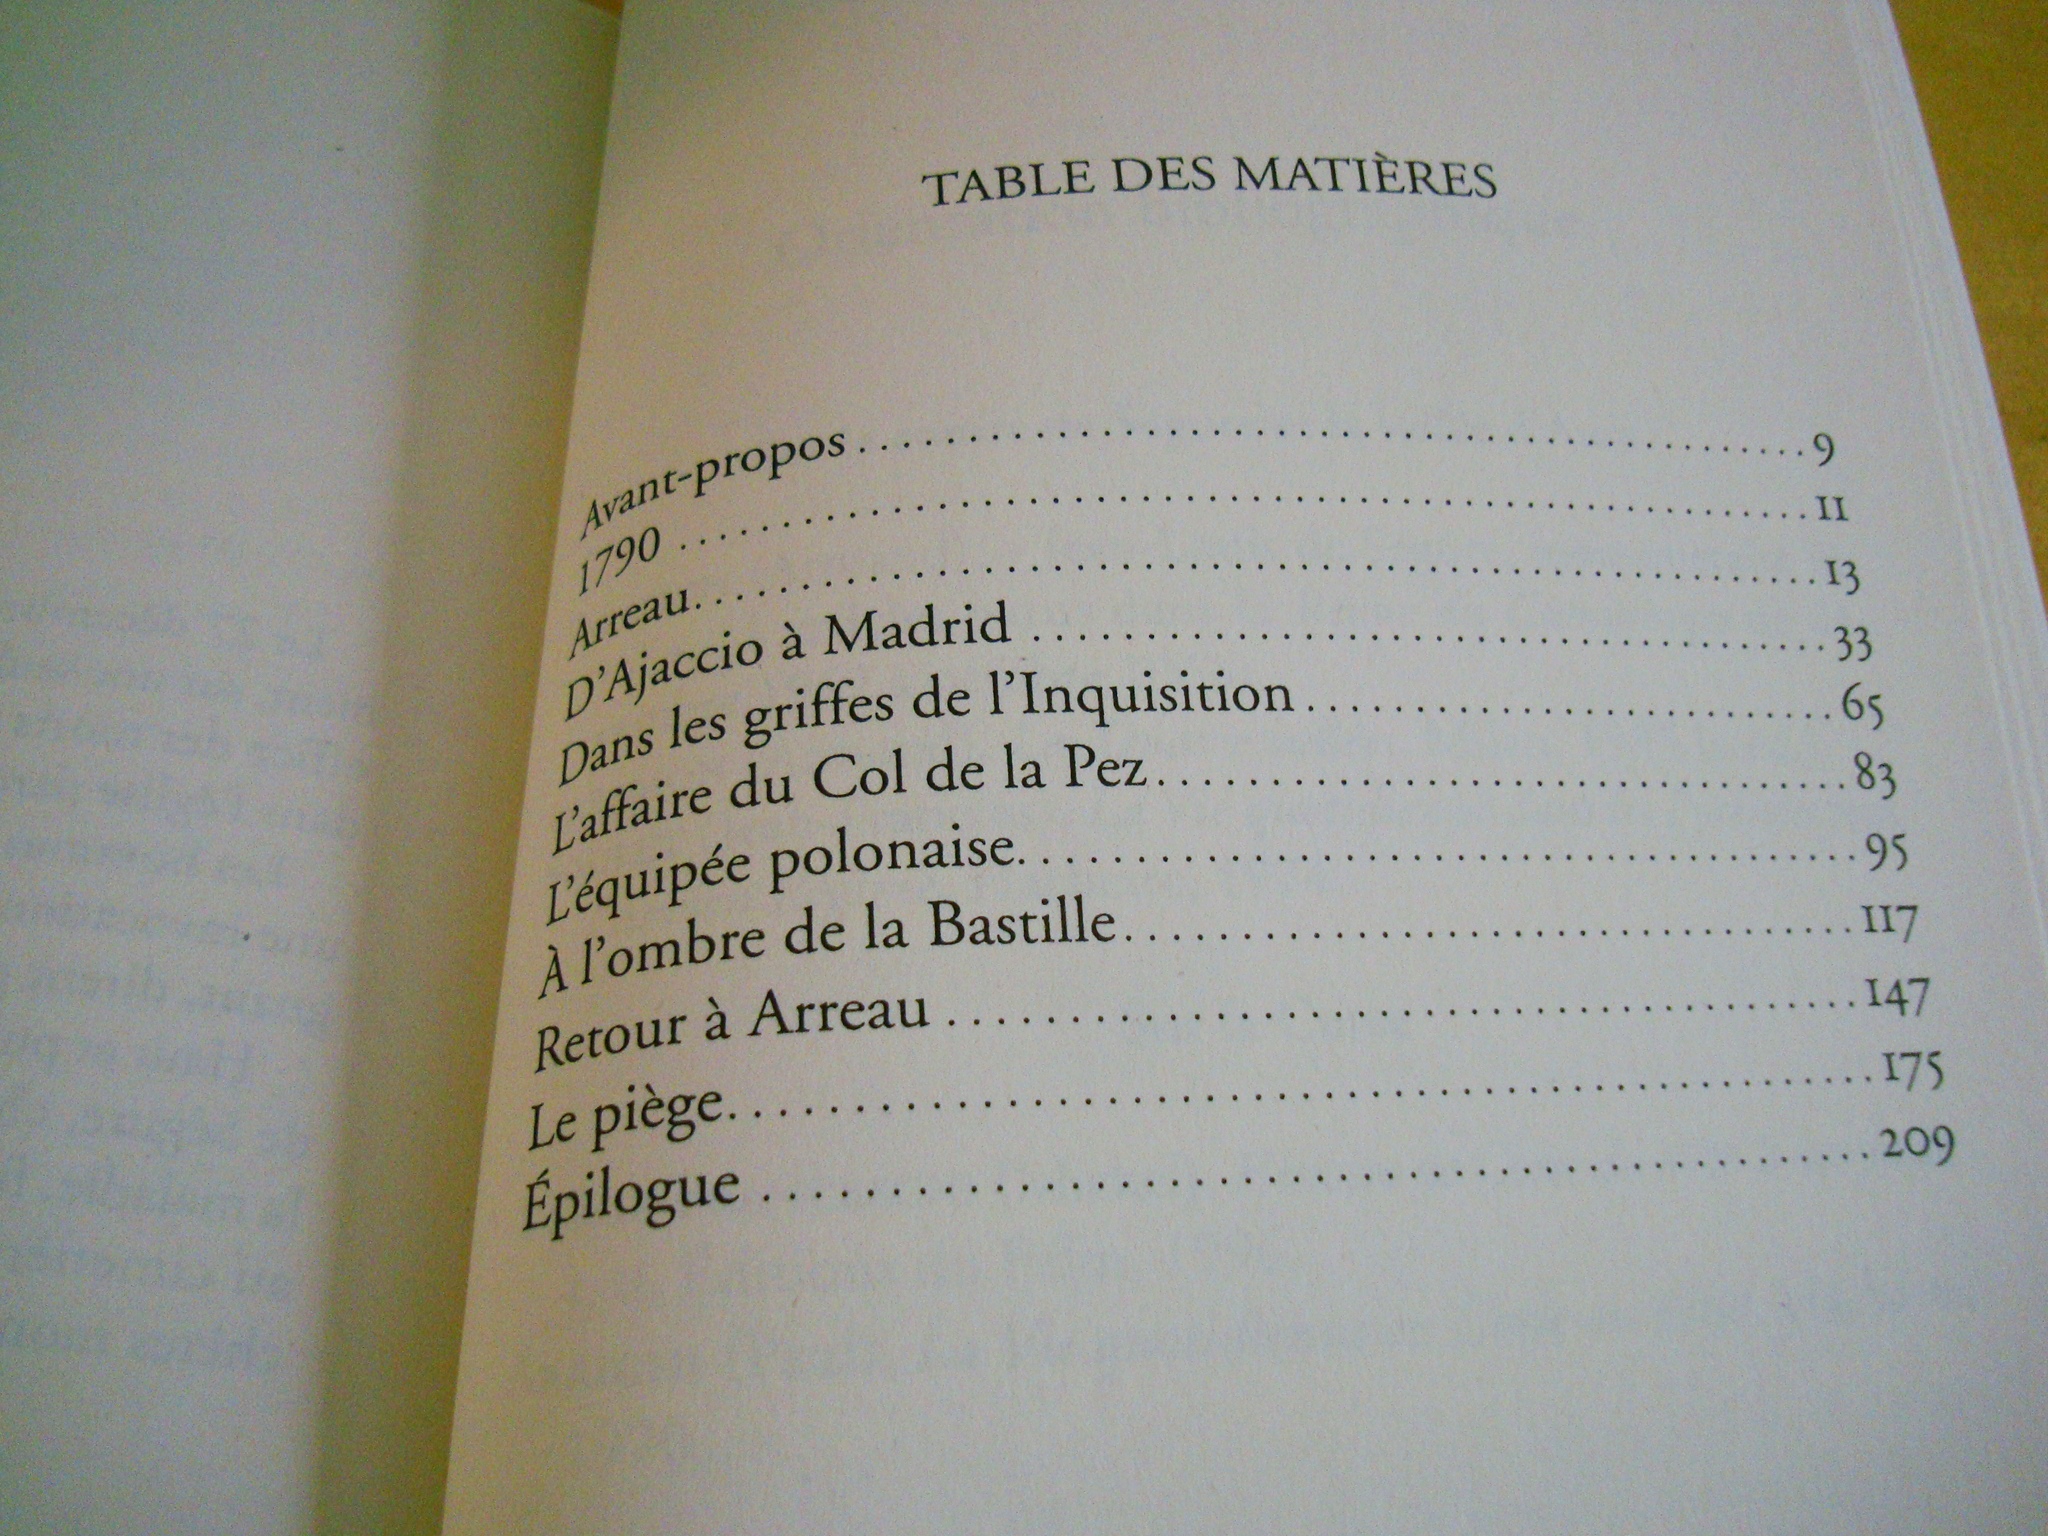 TABLE DES MATIÈRES
Avant-propos........................................9
1790 ........................................11
Arreau........................................13
D'Ajaccio à Madrid ..............................33
Dans les griffes de l'Inquisition....................65
L'affaire du Col de la Pez.........................83
L'équipée polonaise..............................95
À l'ombre de la Bastille..........................117
Retour à Arreau ................................147
Le piège........................................175
Épilogue ......................................209